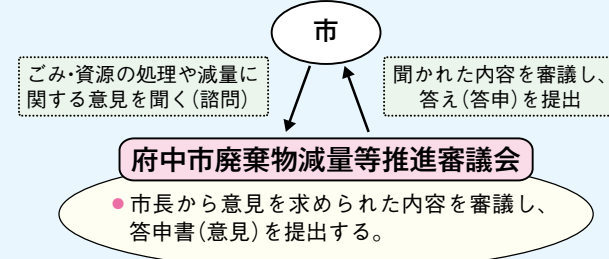 市
ごみ・資源の処理や減量に
関する意見を聞く(諮問)
聞かれた内容を審議し、
答え(答申)を提出
府中市廃棄物減量等推進審議会
●市長から意見を求められた内容を審議し、
答申書(意見)を提出する。